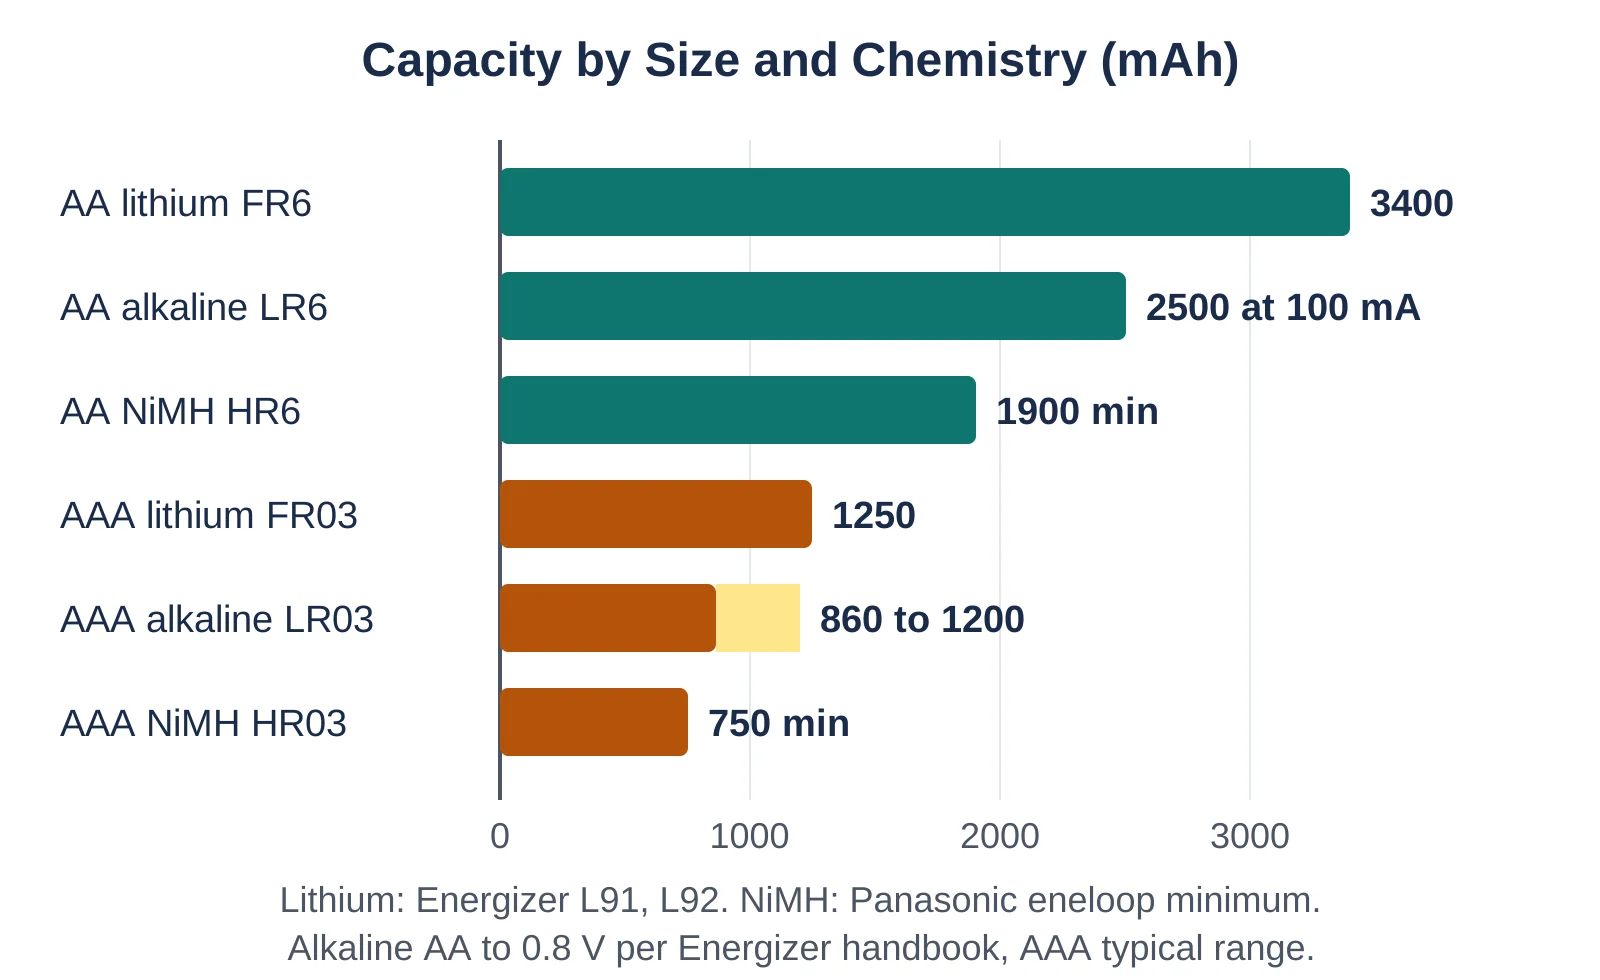 Capacity by Size and Chemistry (mAh)
AA lithium FR6 3400
AA alkaline LR6 2500 at 100 mA
AA NiMH HR6 1900 min
AAA lithium FR03 1250
AAA alkaline LR03 860 to 1200
AAA NiMH HR03 750 min
0 1000 2000 3000
Lithium: Energizer L91, L92. NiMH: Panasonic eneloop minimum.
Alkaline AA to 0.8 V per Energizer handbook, AAA typical range.